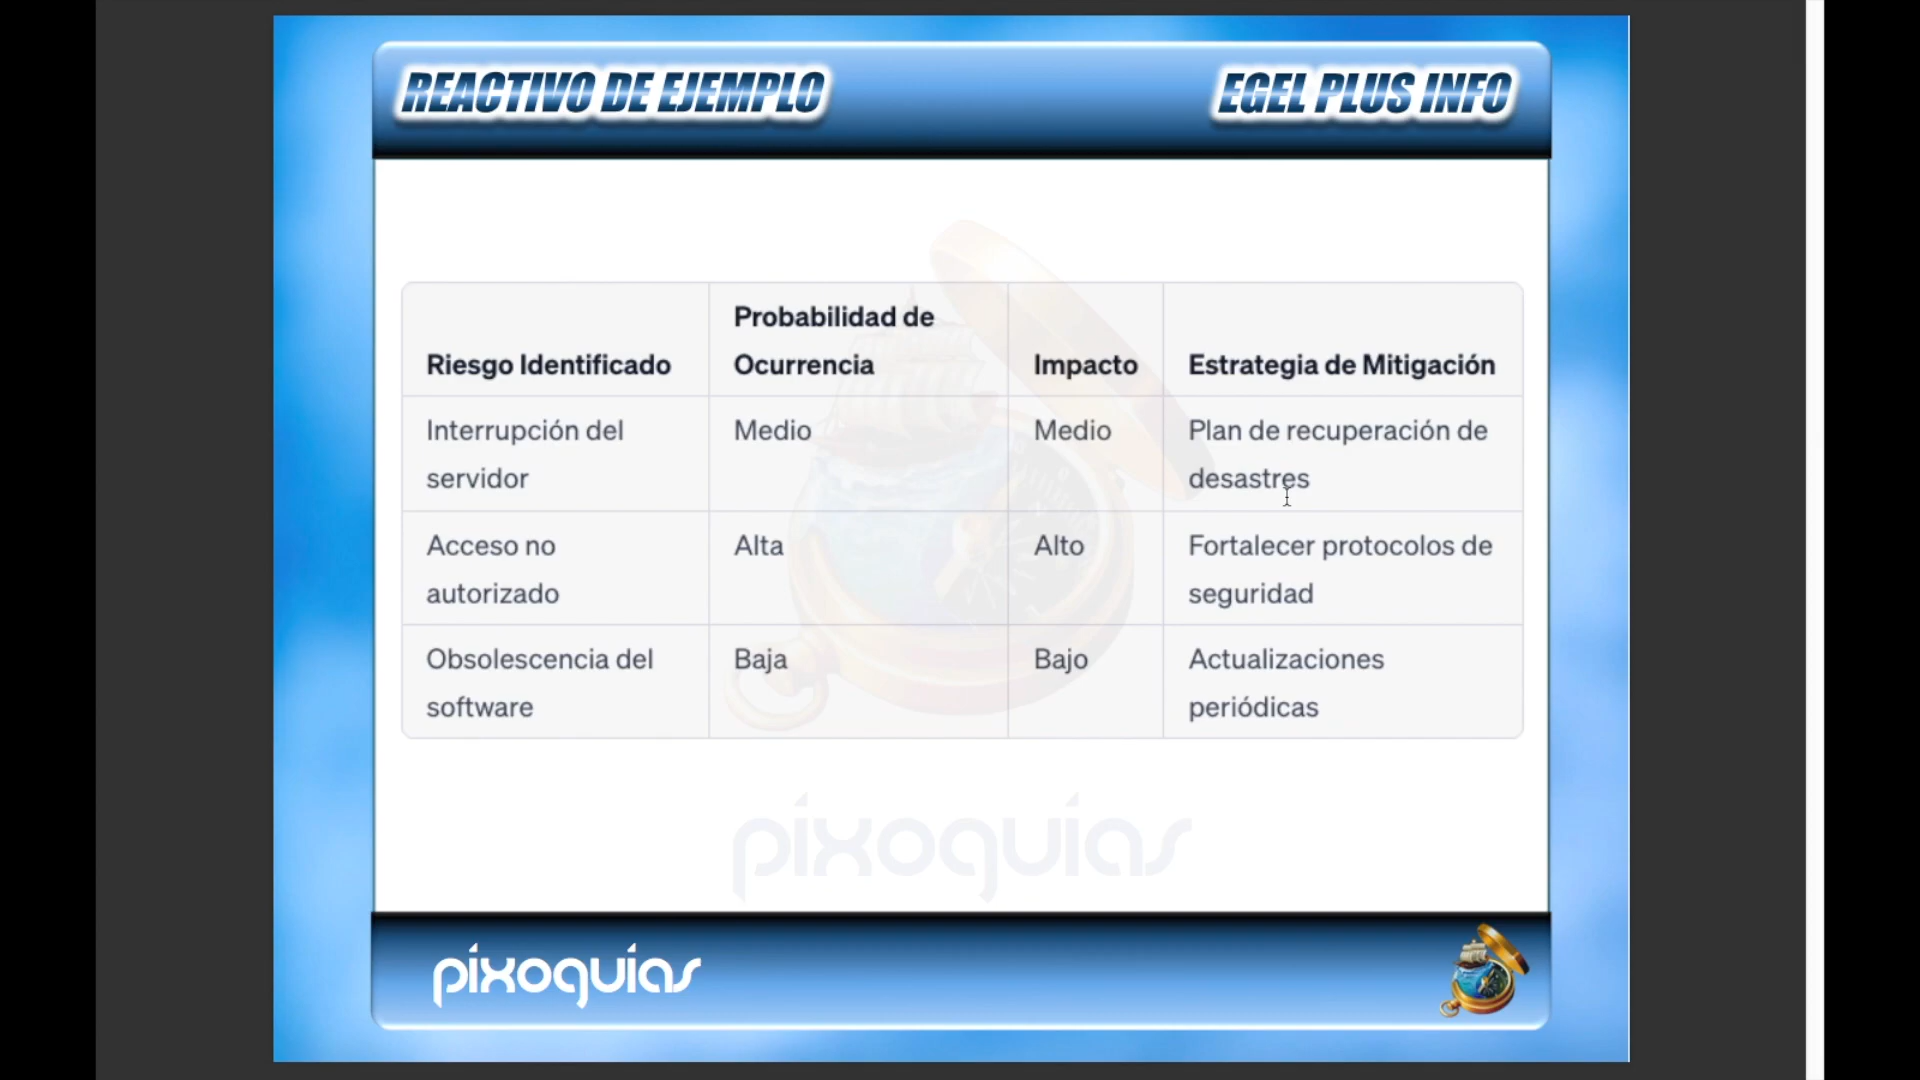 REACTIVO DE EJEMPLO
EGEL PLUS INFO
Riesgo Identificado
Probabilidad de
Ocurrencia
Impacto
Estrategia de Mitigación
Interrupción del
servidor
Medio
Medio
Plan de recuperación de
desastres
Acceso no
autorizado
Alta
Alto
Fortalecer protocolos de
seguridad
Obsolescencia del
software
Baja
Bajo
Actualizaciones
periódicas
pixoguías
pixoguías